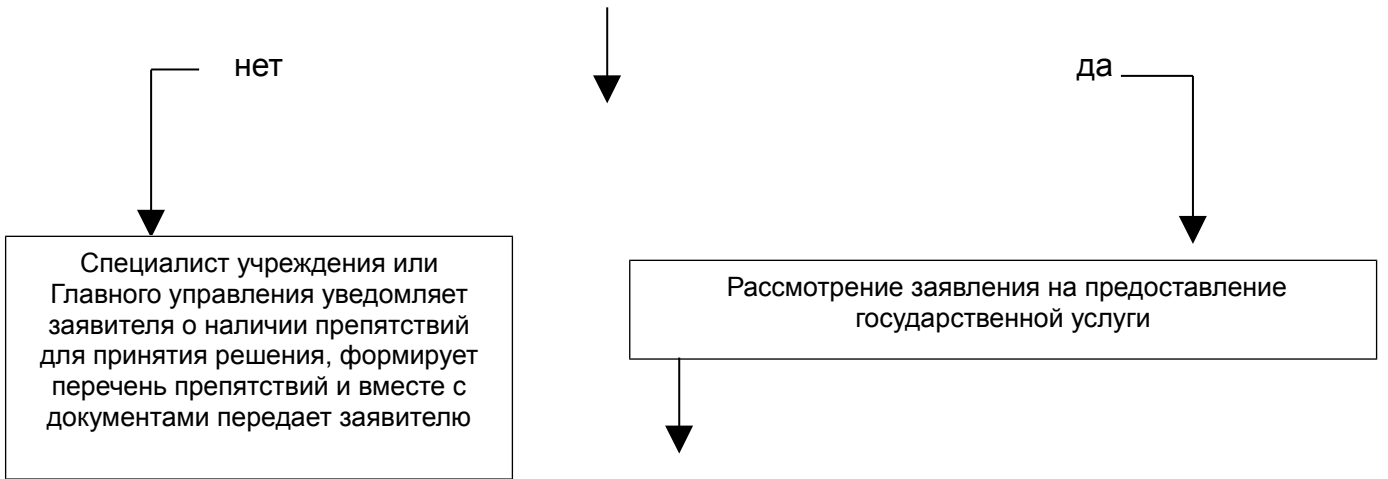 нет
да
Специалист учреждения или
Главного управления уведомляет
заявителя о наличии препятствий
для принятия решения, формирует
перечень препятствий и вместе с
документами передает заявителю
Рассмотрение заявления на предоставление
государственной услуги